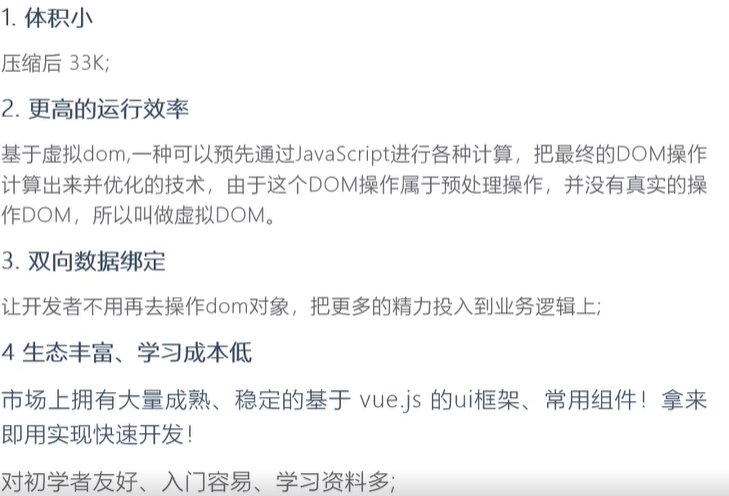 1. 体积小
压缩后 33K;
2. 更高的运行效率
基于虚拟dom,一种可以预先通过JavaScript进行各种计算，把最终的DOM操作
计算出来并优化的技术，由于这个DOM操作属于预处理操作，并没有真实的操
作DOM，所以叫做虚拟DOM。
3. 双向数据绑定
让开发者不用再去操作dom对象，把更多的精力投入到业务逻辑上;
4 生态丰富、学习成本低
市场上拥有大量成熟、稳定的基于 vue.js 的ui框架、常用组件！拿来
即用实现快速开发！
对初学者友好、入门容易、学习资料多;